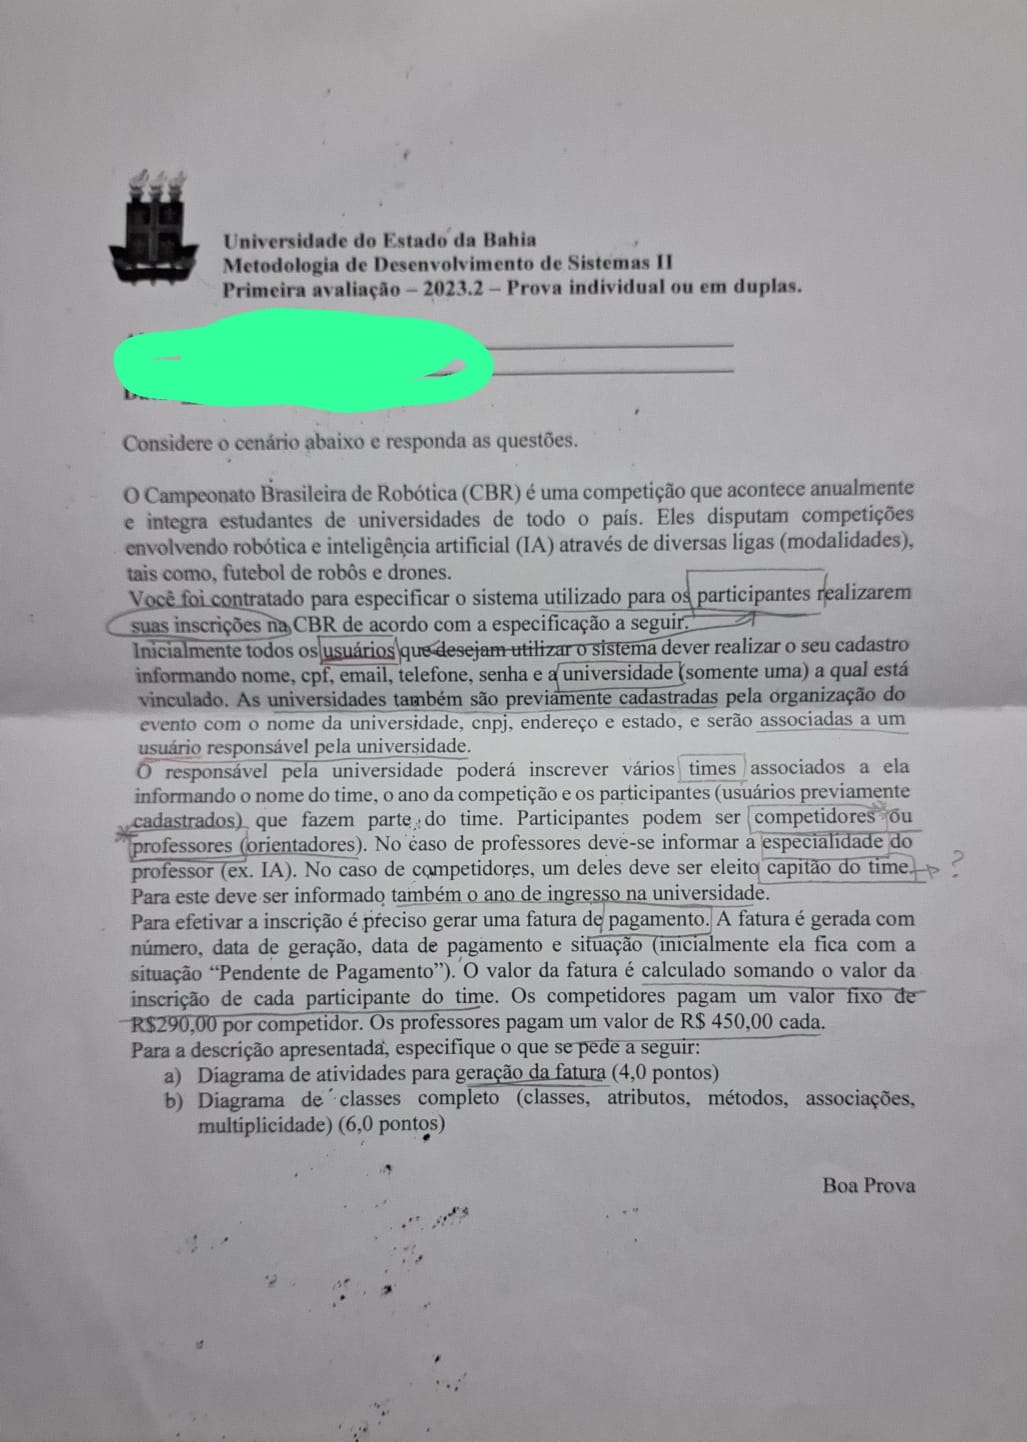 Universidade do Estado da Bahia
Metodologia de Desenvolvimento de Sistemas II
Primeira avaliação – 2023.2 – Prova individual ou em duplas.
Considere o cenário abaixo e responda as questões.
O Campeonato Brasileira de Robótica (CBR) é uma competição que acontece anualmente
e integra estudantes de universidades de todo o país. Eles disputam competições
envolvendo robótica e inteligência artificial (IA) através de diversas ligas (modalidades),
tais como, futebol de robôs e drones.
Você foi contratado para especificar o sistema utilizado para os participantes realizarem
suas inscrições na CBR de acordo com a especificação a seguir.
Inicialmente todos os usuários que desejam utilizar o sistema dever realizar o seu cadastro
informando nome, cpf, email, telefone, senha e a universidade (somente uma) a qual está
vinculado. As universidades também são previamente cadastradas pela organização do
evento com o nome da universidade, cnpj, endereço e estado, e serão associadas a um
usuário responsável pela universidade.
O responsável pela universidade poderá inscrever vários times associados a ela
informando o nome do time, o ano da competição e os participantes (usuários previamente
cadastrados) que fazem parte do time. Participantes podem ser competidores ou
professores (orientadores). No caso de professores deve-se informar a especialidade do
professor (ex. IA). No caso de competidores, um deles deve ser eleito capitão do time. ?
Para este deve ser informado também o ano de ingresso na universidade.
Para efetivar a inscrição é preciso gerar uma fatura de pagamento. A fatura é gerada com
número, data de geração, data de pagamento e situação (inicialmente ela fica com a
situação “Pendente de Pagamento”). O valor da fatura é calculado somando o valor da
inscrição de cada participante do time. Os competidores pagam um valor fixo de
R$290,00 por competidor. Os professores pagam um valor de R$ 450,00 cada.
Para a descrição apresentada, especifique o que se pede a seguir:
a) Diagrama de atividades para geração da fatura (4,0 pontos)
b) Diagrama de classes completo (classes, atributos, métodos, associações,
multiplicidade) (6,0 pontos)
Boa Prova